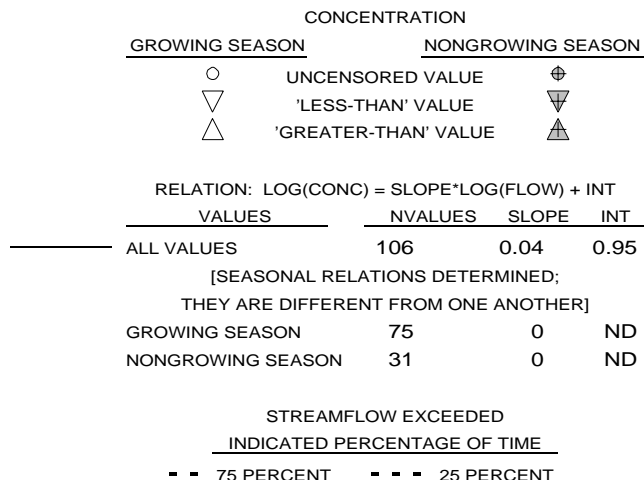 CONCENTRATION
GROWING SEASON NONGROWING SEASON
UNCENSORED VALUE
'LESS-THAN' VALUE
'GREATER-THAN' VALUE
RELATION: LOG(CONC) = SLOPE*LOG(FLOW) + INT
VALUES NVALUES SLOPE INT
ALL VALUES 106 0.04 0.95
[SEASONAL RELATIONS DETERMINED;
THEY ARE DIFFERENT FROM ONE ANOTHER]
GROWING SEASON 75 0 ND
NONGROWING SEASON 31 0 ND
STREAMFLOW EXCEEDED
INDICATED PERCENTAGE OF TIME
75 PERCENT 25 PERCENT